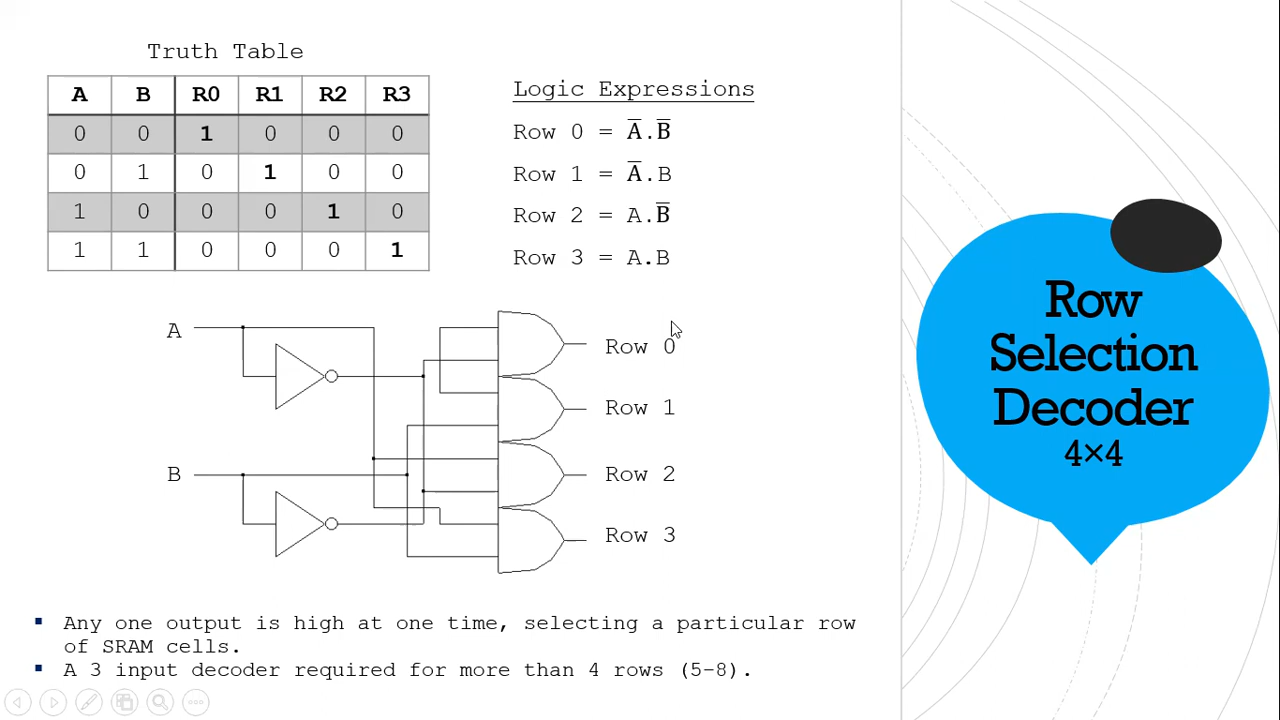 Truth Table
A B R0 R1 R2 R3
0 0 1 0 0 0
0 1 0 1 0 0
1 0 0 0 1 0
1 1 0 0 0 1
Logic Expressions
Row 0 = A̅.B̅
Row 1 = A̅.B
Row 2 = A.B̅
Row 3 = A.B
A
B
Row 0
Row 1
Row 2
Row 3
▪ Any one output is high at one time, selecting a particular row
of SRAM cells.
▪ A 3 input decoder required for more than 4 rows (5–8).
Row
Selection
Decoder
4×4